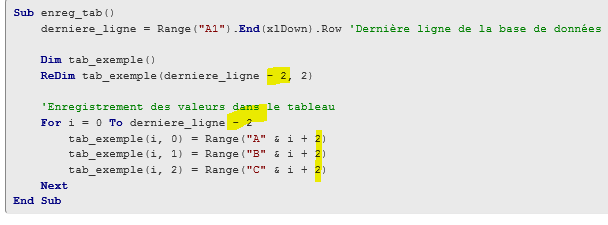 Sub enreg_tab()
derniere_ligne = Range("A1").End(xlDown).Row 'Dernière ligne de la base de données
Dim tab_exemple()
ReDim tab_exemple(derniere_ligne - 2, 2)
'Enregistrement des valeurs dans le tableau
For i = 0 To derniere_ligne - 2
tab_exemple(i, 0) = Range("A" & i + 2)
tab_exemple(i, 1) = Range("B" & i + 2)
tab_exemple(i, 2) = Range("C" & i + 2)
Next
End Sub